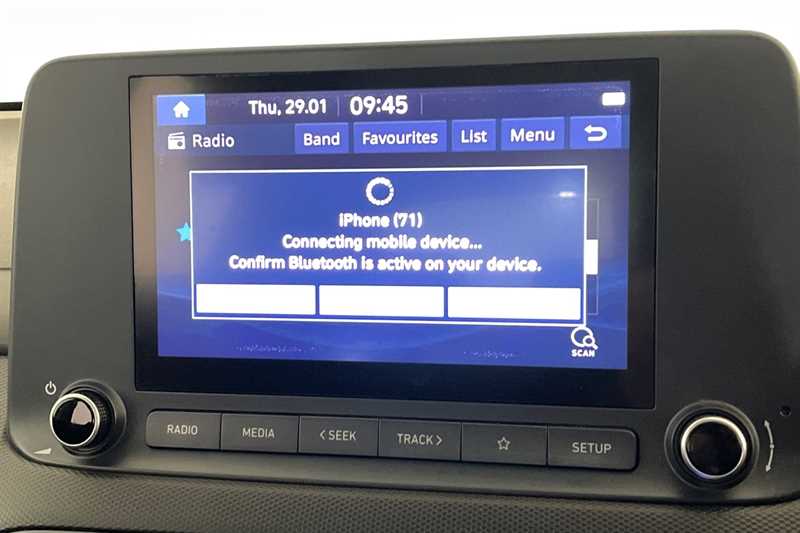 Thu, 29.01 09:45
Radio Band Favourites List Menu
iPhone (71)
Connecting mobile device...
Confirm Bluetooth is active on your device.
SCAN
RADIO MEDIA <SEEK TRACK> SETUP